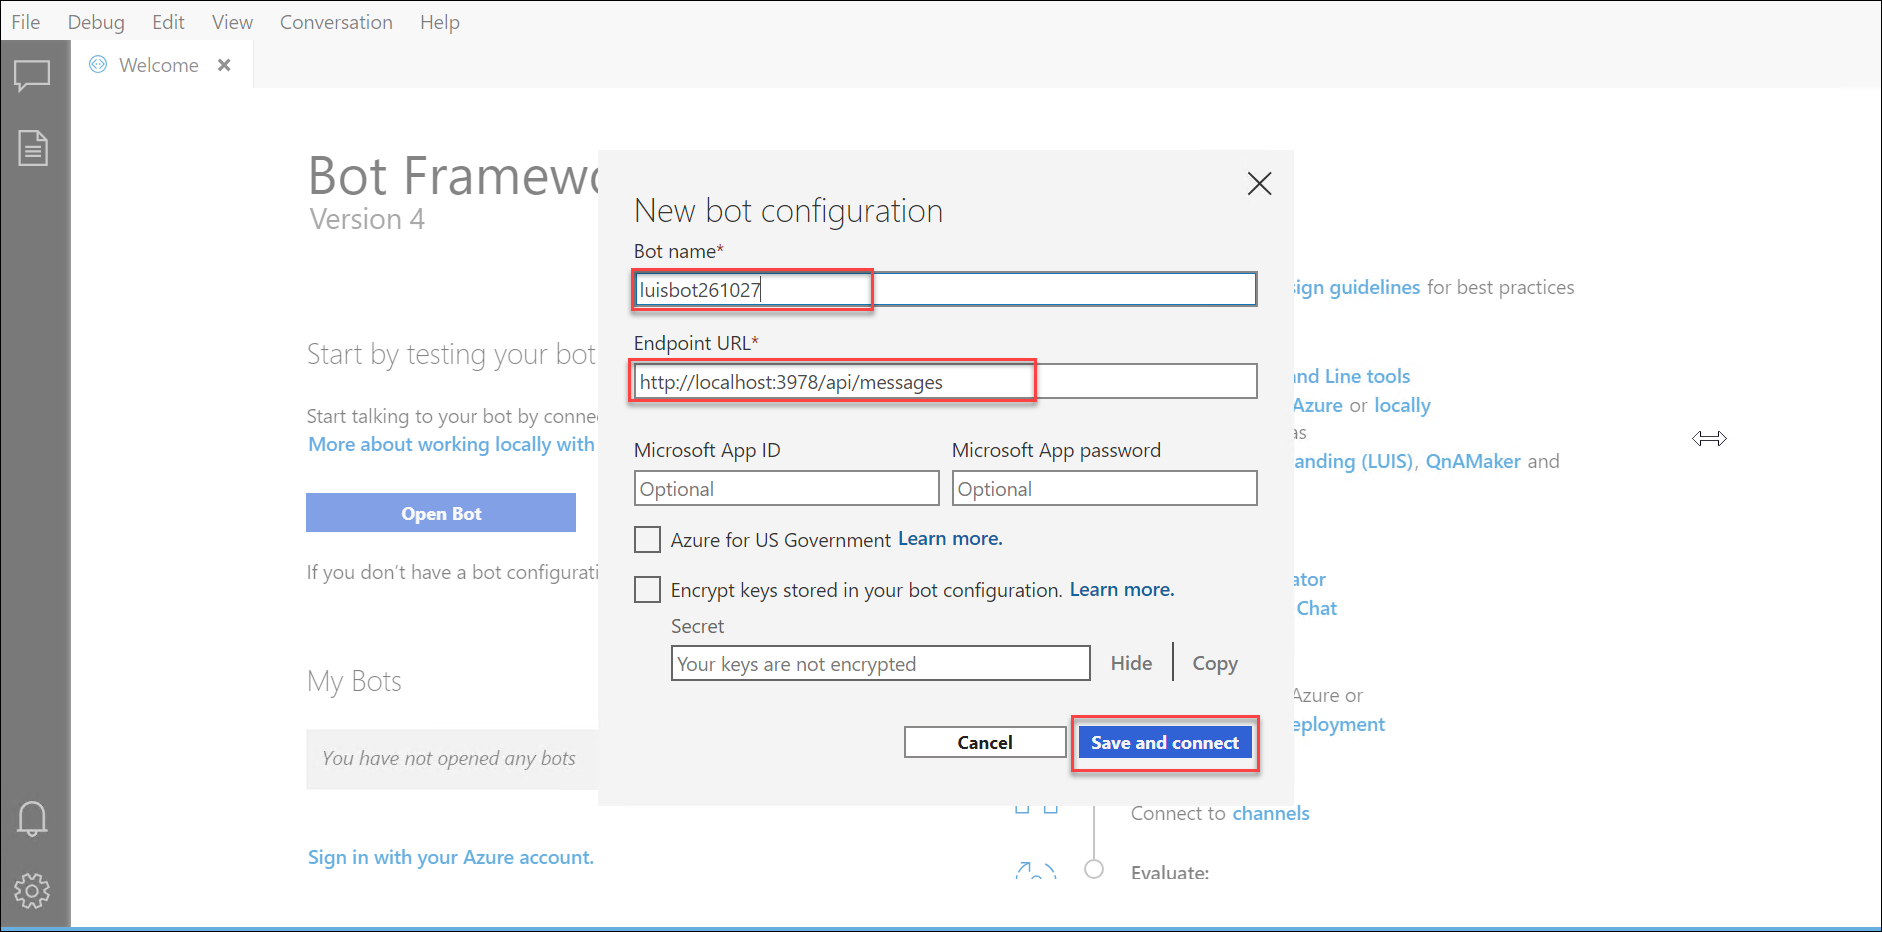 File Debug Edit View Conversation Help
Welcome
Bot Framewo
Version 4
Start by testing your bot
Start talking to your bot by conne
More about working locally with
Open Bot
If you don't have a bot configurati
My Bots
You have not opened any bots
Sign in with your Azure account.
New bot configuration
Bot name*
luisbot261027
Endpoint URL*
http://localhost:3978/api/messages
Microsoft App ID Microsoft App password
Optional Optional
Azure for US Government Learn more.
Encrypt keys stored in your bot configuration. Learn more.
Secret
Your keys are not encrypted Hide Copy
Cancel Save and connect
sign guidelines for best practices
nd Line tools
Azure or locally
as
anding (LUIS), QnAMaker and
ator
Chat
Azure or
eployment
Connect to channels
Evaluate: